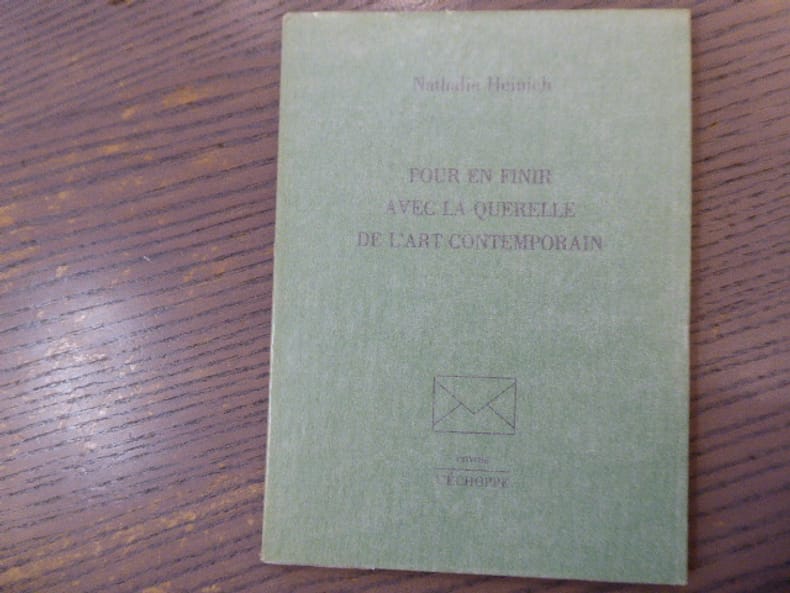 Nathalie Heinich
POUR EN FINIR
AVEC LA QUERELLE
DE L'ART CONTEMPORAIN
L'ÉCHOPPE